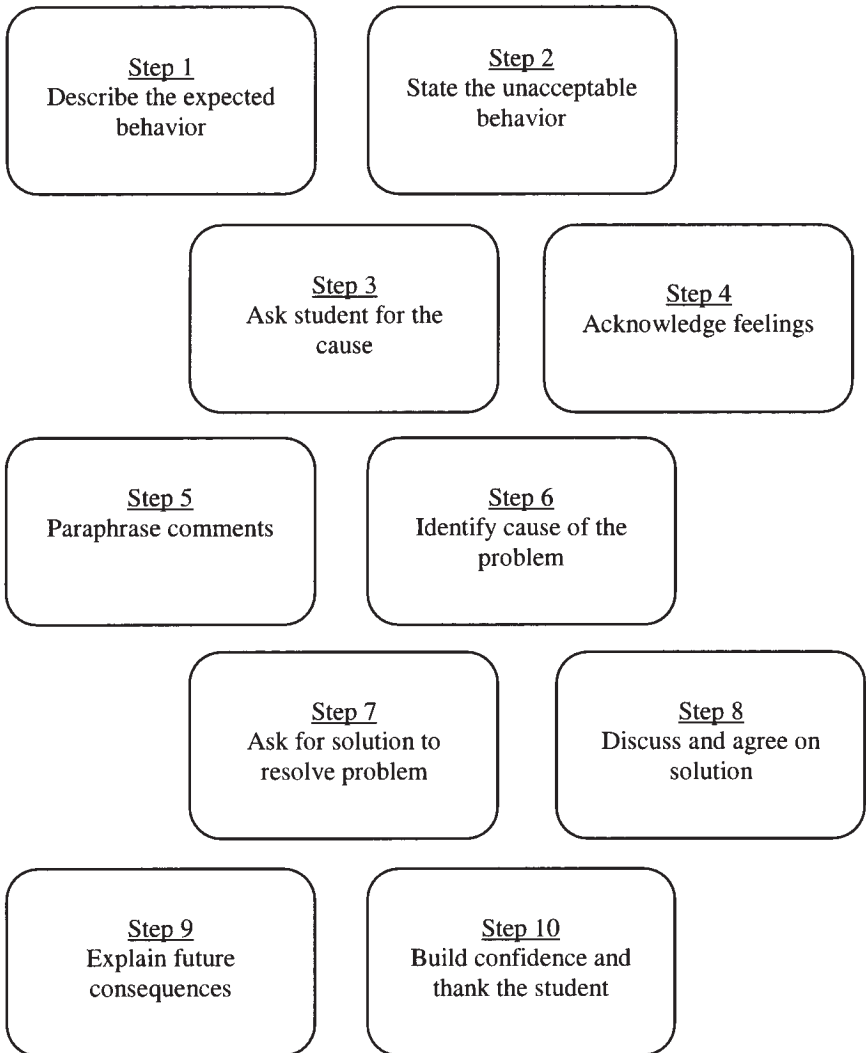 Step 1
Describe the expected
behavior
Step 2
State the unacceptable
behavior
Step 3
Ask student for the
cause
Step 4
Acknowledge feelings
Step 5
Paraphrase comments
Step 6
Identify cause of the
problem
Step 7
Ask for solution to
resolve problem
Step 8
Discuss and agree on
solution
Step 9
Explain future
consequences
Step 10
Build confidence and
thank the student